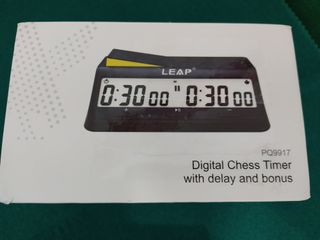 LEAP
0:30 00 0:30 00
PQ9917
Digital Chess Timer
with delay and bonus